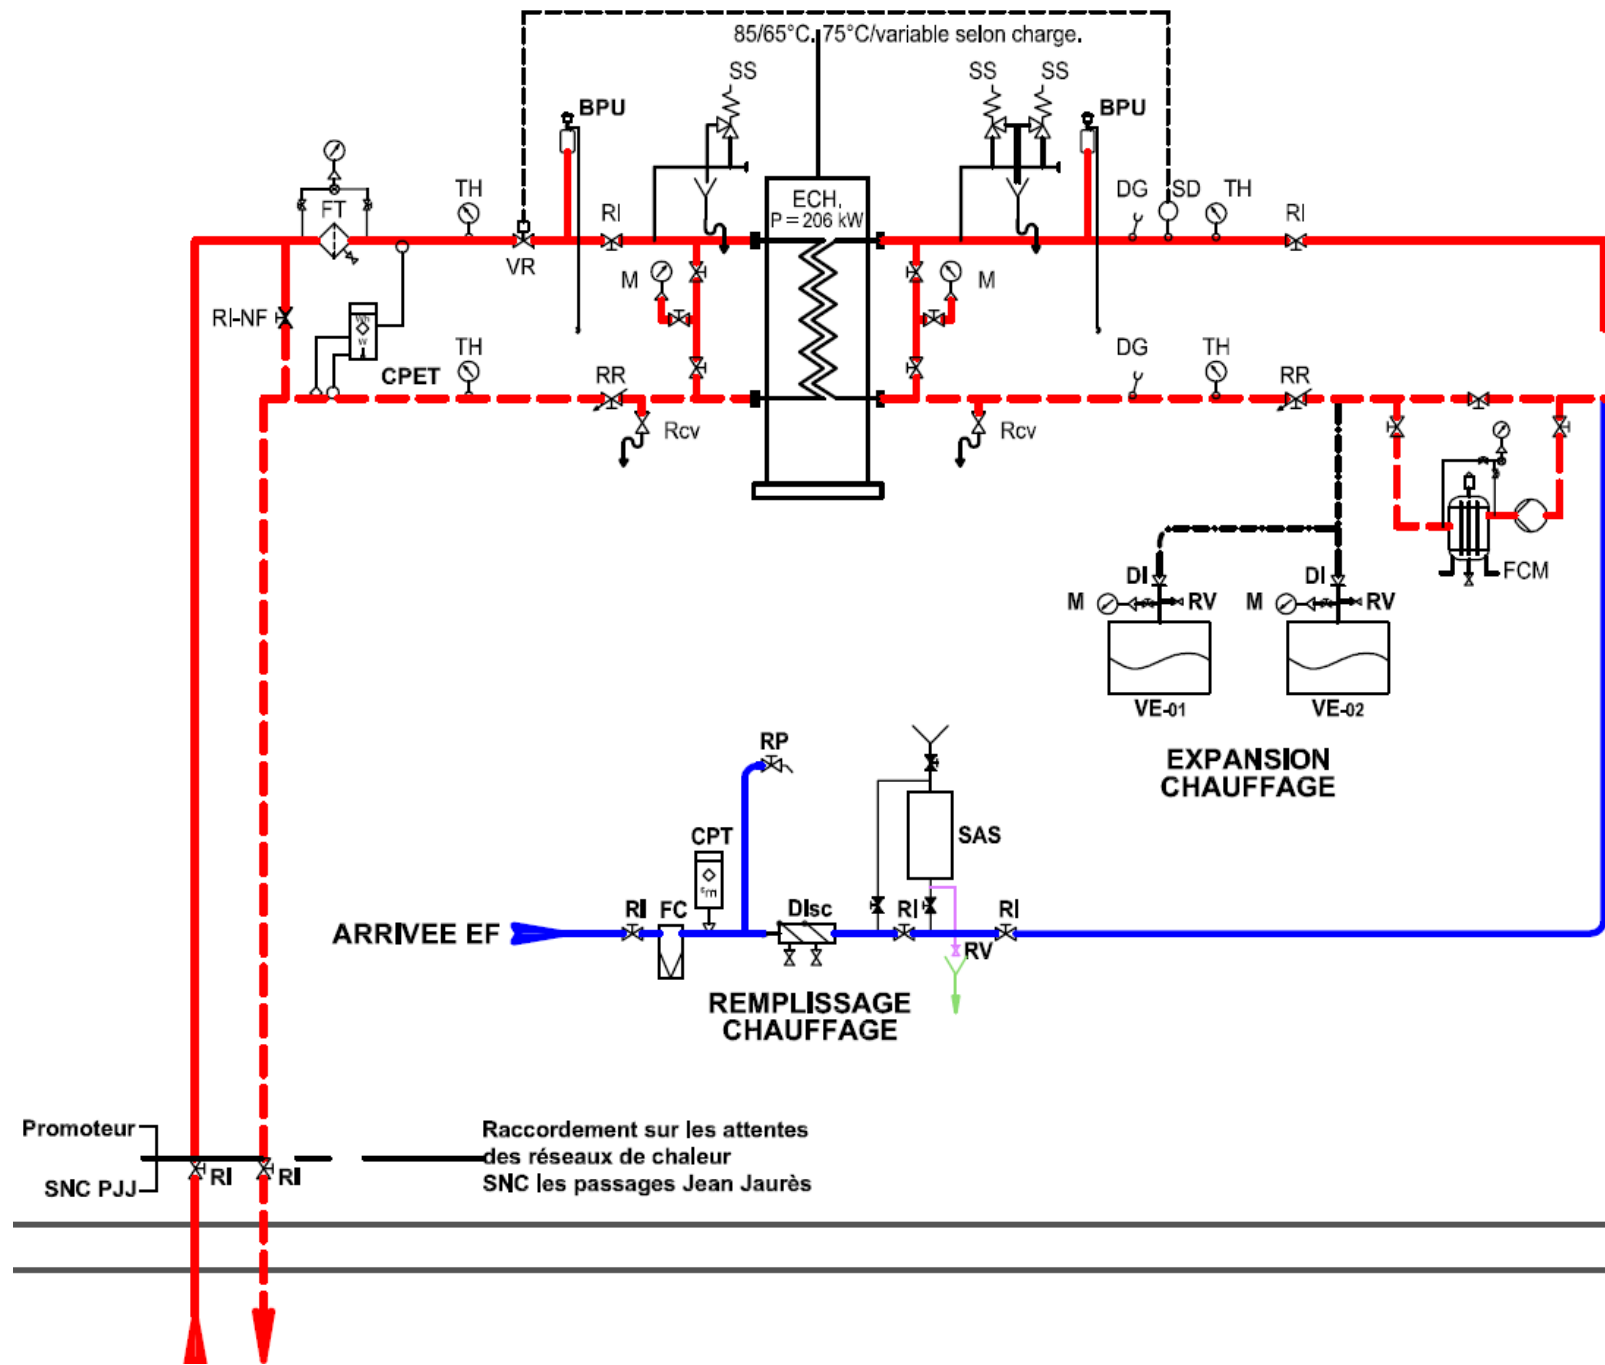 85/65°C. 75°C/variable selon charge.
SS
SS
SS
BPU
BPU
ECH.
P = 206 kW
FT
TH
RI
DG
SD
TH
RI
VR
M
M
RI-NF
Wh
W
CPET
TH
RR
DG
TH
RR
Rcv
Rcv
FCM
DI
DI
M
RV
M
RV
VE-01
VE-02
EXPANSION
CHAUFFAGE
RP
CPT
SAS
RI
FC
DIsc
RI
RI
ARRIVEE EF
RV
REMPLISSAGE
CHAUFFAGE
Promoteur
SNC PJJ
RI
RI
Raccordement sur les attentes
des réseaux de chaleur
SNC les passages Jean Jaurès